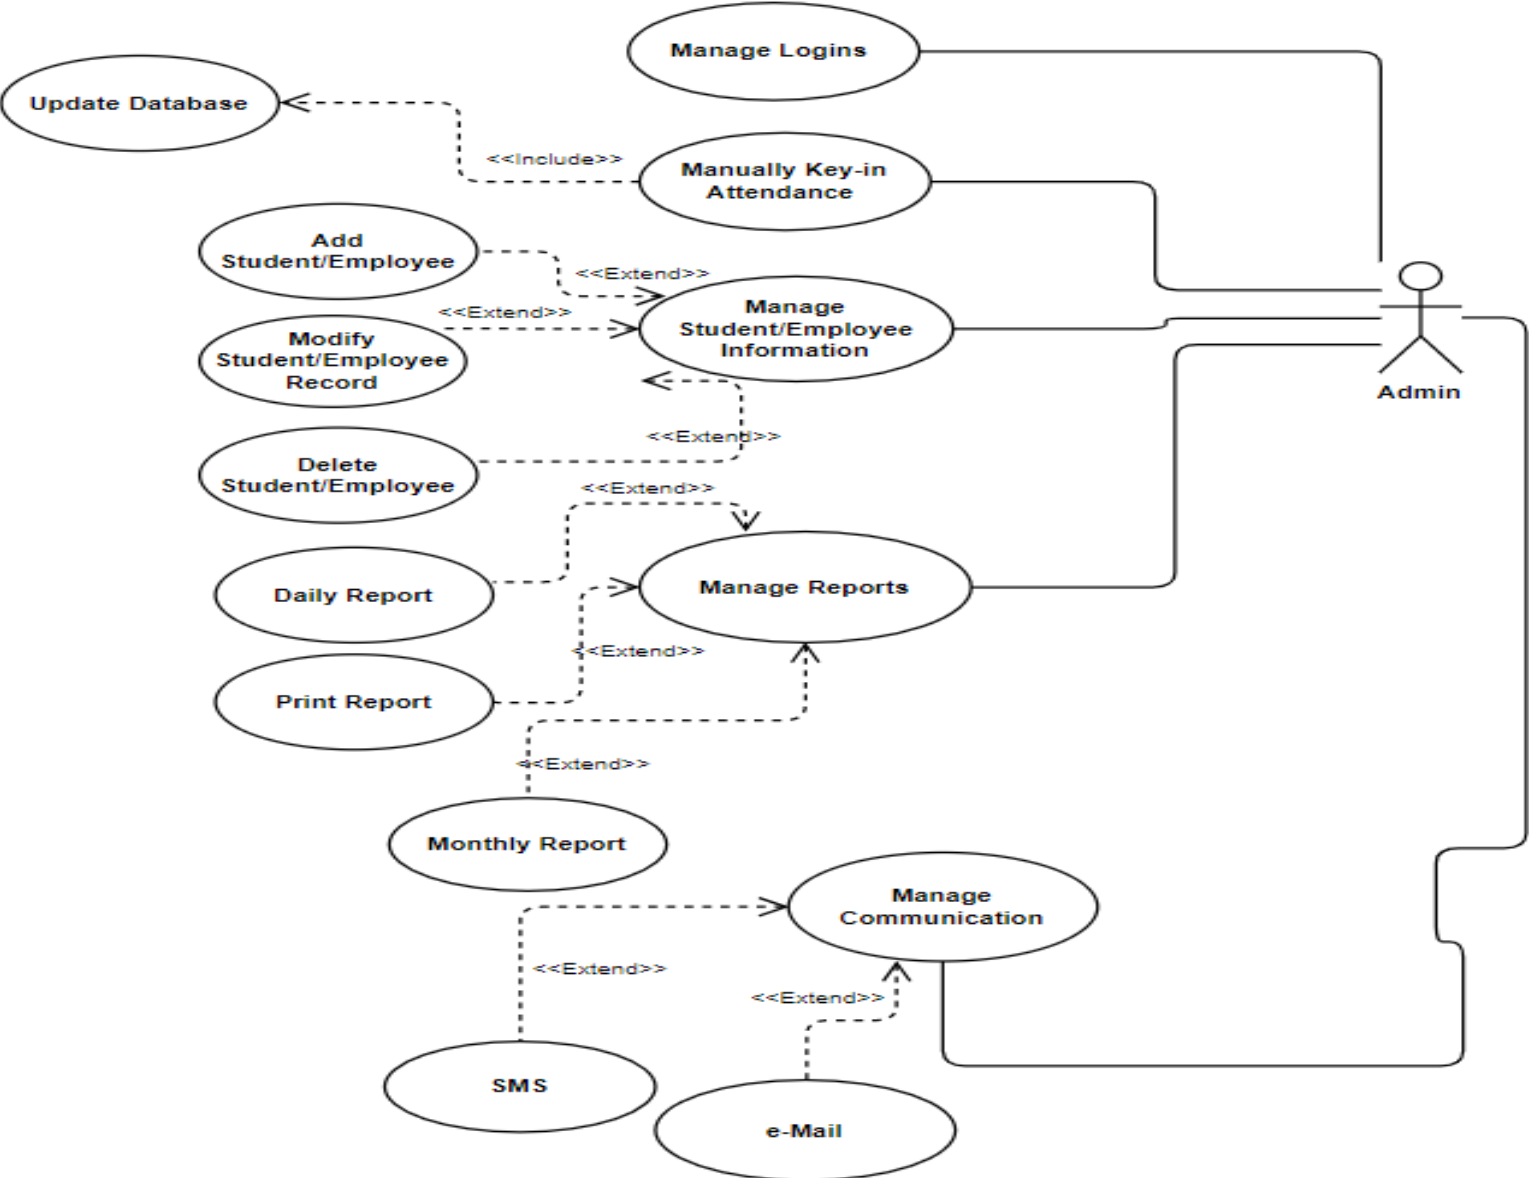 Manage Logins
Update Database
<<Include>>
Manually Key-in
Attendance
Add
Student/Employee
<<Extend>>
<<Extend>>
Manage
Student/Employee
Information
Modify
Student/Employee
Record
Admin
<<Extend>>
Delete
Student/Employee
<<Extend>>
Daily Report
Manage Reports
<<Extend>>
Print Report
<<Extend>>
Monthly Report
Manage
Communication
<<Extend>>
<<Extend>>
SMS
e-Mail